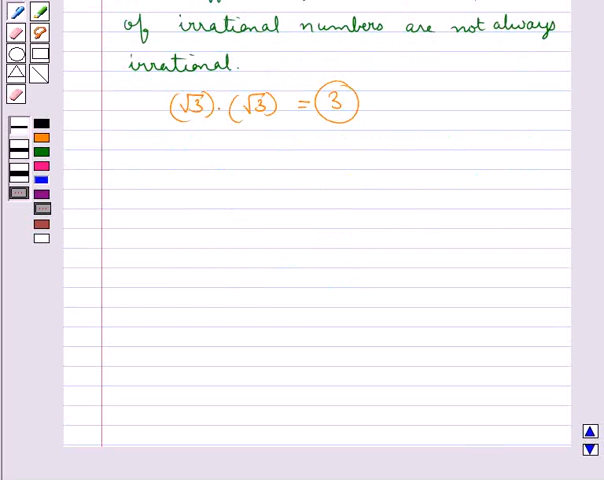 of irrational numbers are not always
irrational.
(√3) · (√3) = 3